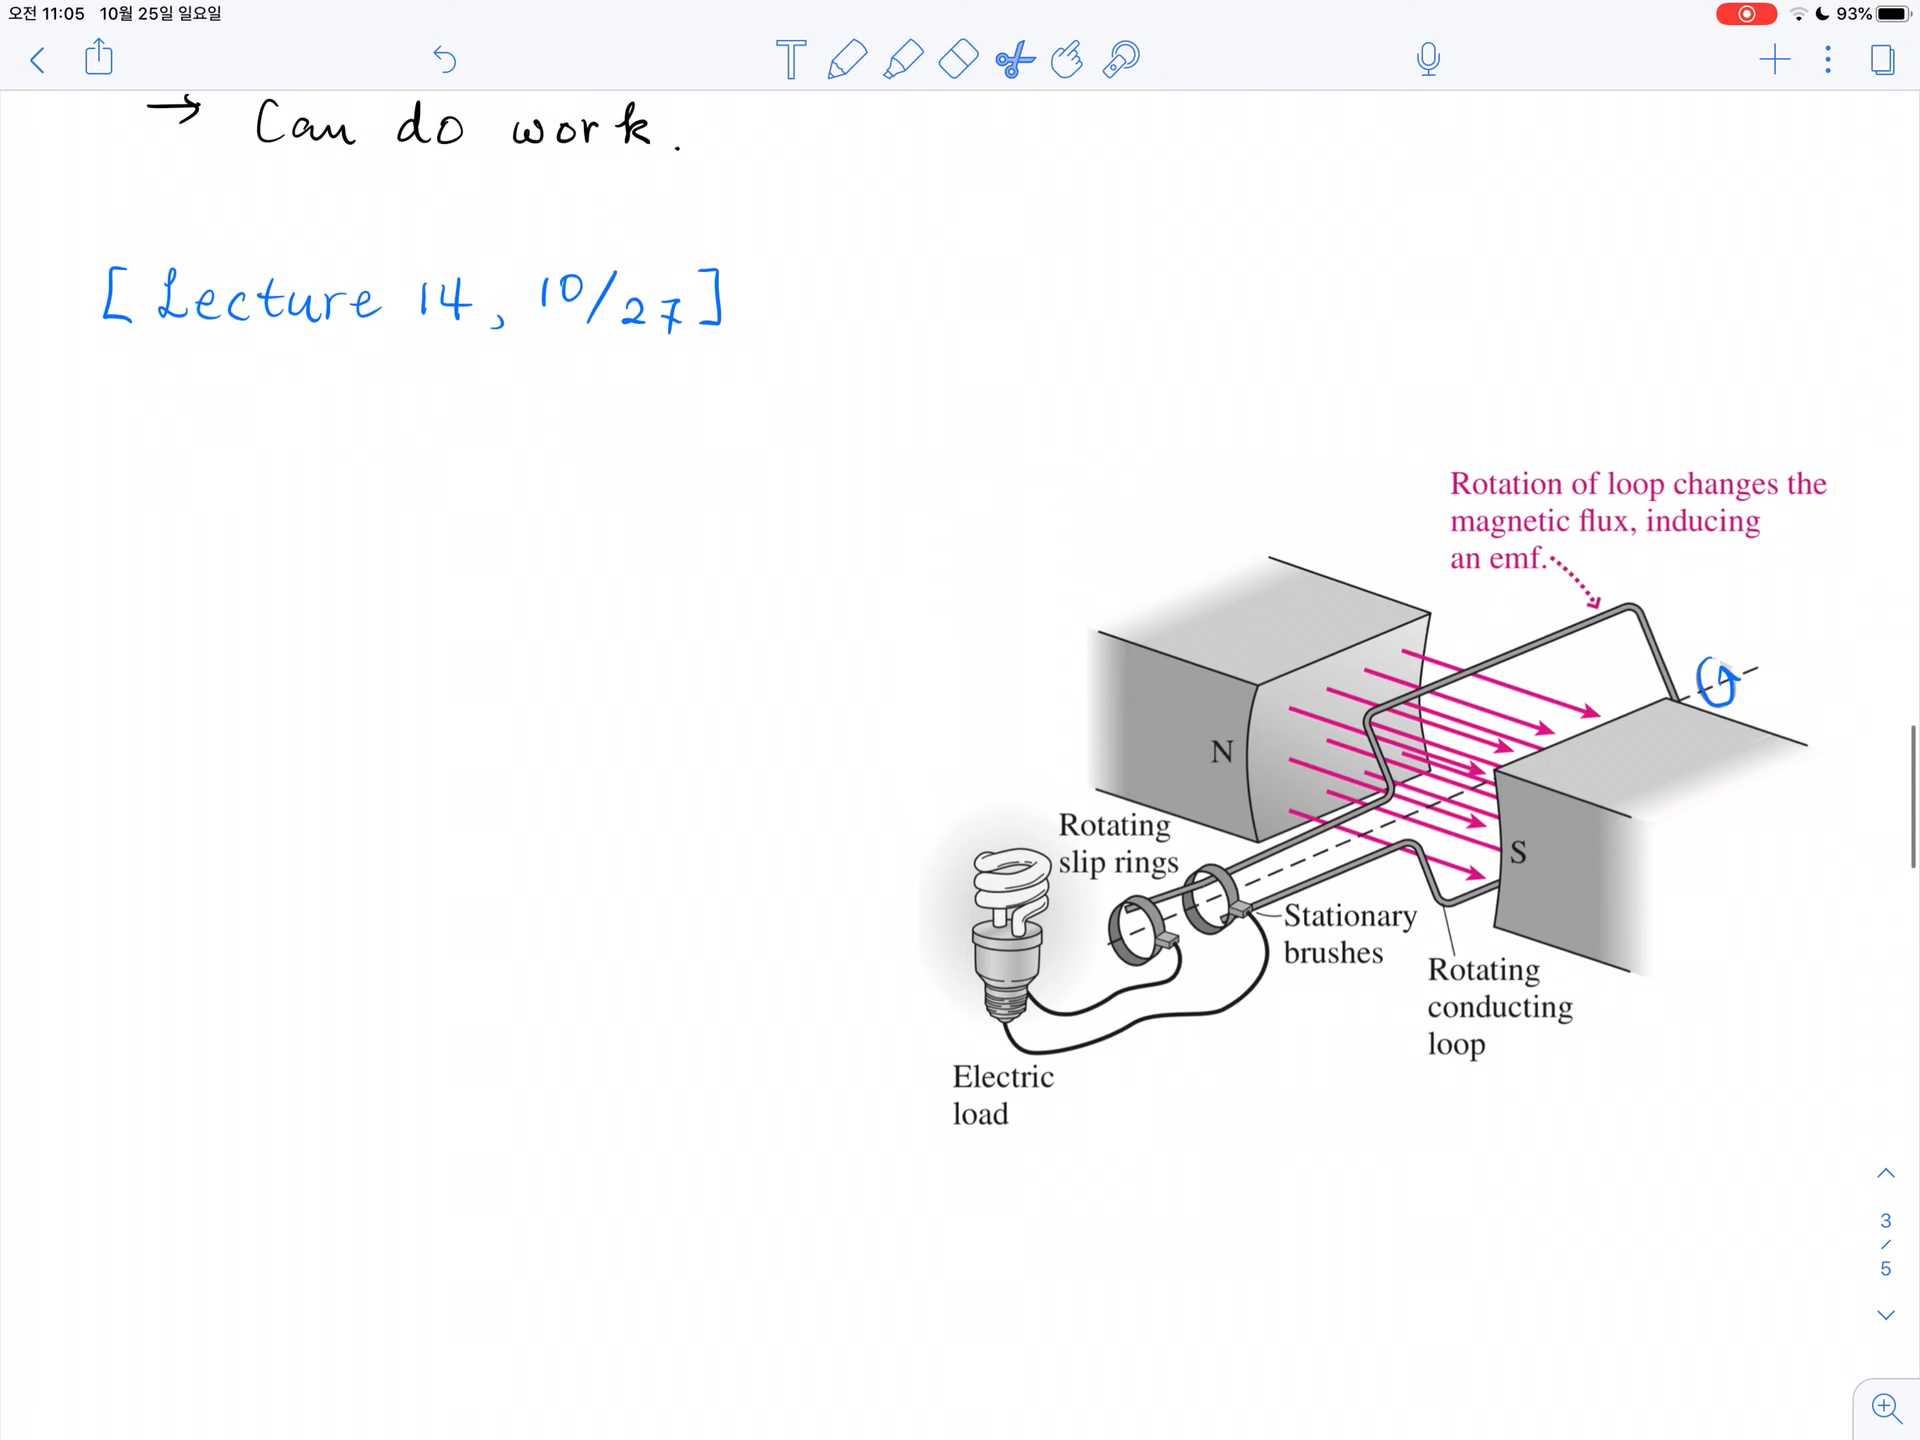 오전 11:05 10월 25일 일요일
93%
→ Can do work.
[ Lecture 14, 10/27 ]
Rotation of loop changes the
magnetic flux, inducing
an emf.
N
S
Rotating
slip rings
Stationary
brushes
Rotating
conducting
loop
Electric
load
3
/
5